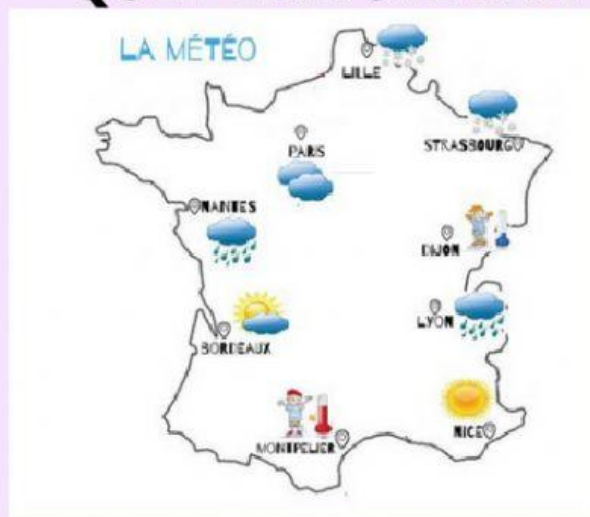 LA MÉTÉO
LILLE
PARIS
STRASBOURG
NANTES
DIJON
LYON
BORDEAUX
NICE
MONTPELIER